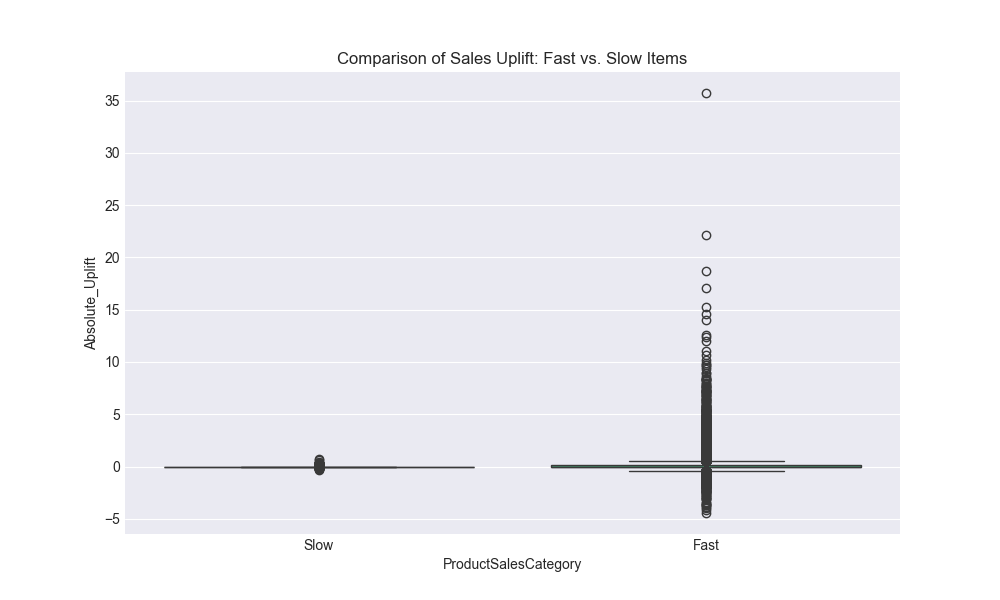 Comparison of Sales Uplift: Fast vs. Slow Items
35
30
25
20
15
10
5
0
−5
Absolute_Uplift
Slow
Fast
ProductSalesCategory